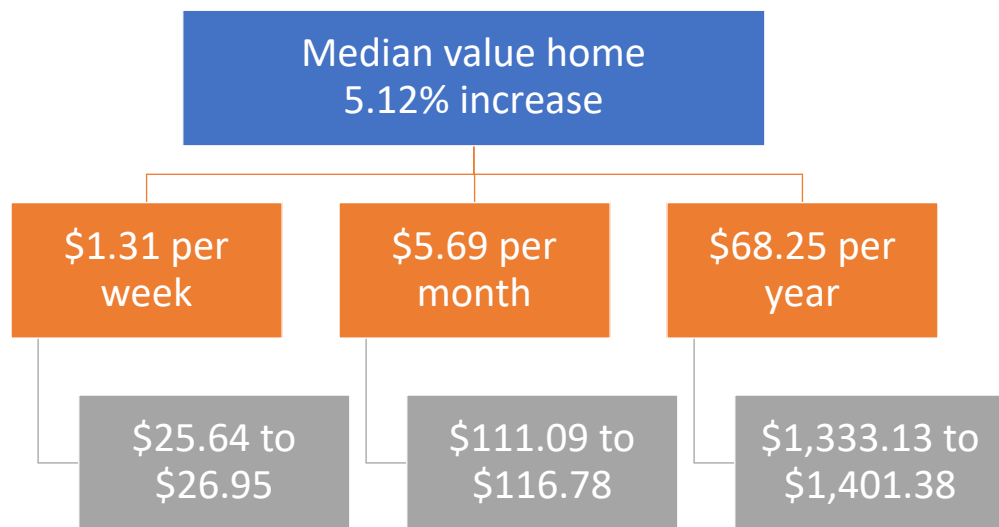 Median value home
5.12% increase
$1.31 per
week
$5.69 per
month
$68.25 per
year
$25.64 to
$26.95
$111.09 to
$116.78
$1,333.13 to
$1,401.38